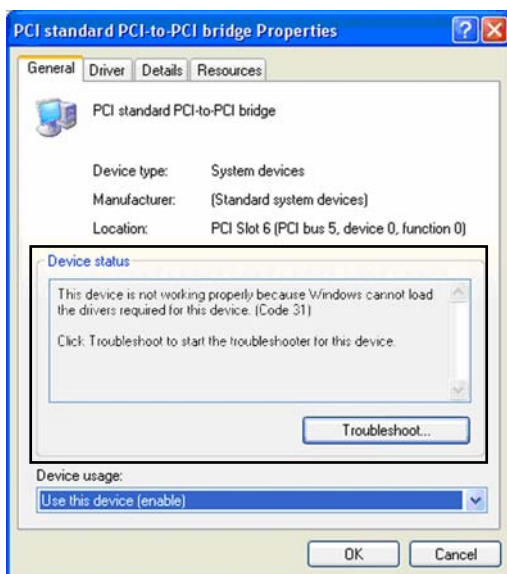 PCI standard PCI-to-PCI bridge Properties
General Driver Details Resources
PCI standard PCI-to-PCI bridge
Device type: System devices
Manufacturer: (Standard system devices)
Location: PCI Slot 6 (PCI bus 5, device 0, function 0)
Device status
This device is not working properly because Windows cannot load
the drivers required for this device. (Code 31)
Click Troubleshoot to start the troubleshooter for this device.
Troubleshoot...
Device usage:
Use this device (enable)
OK Cancel